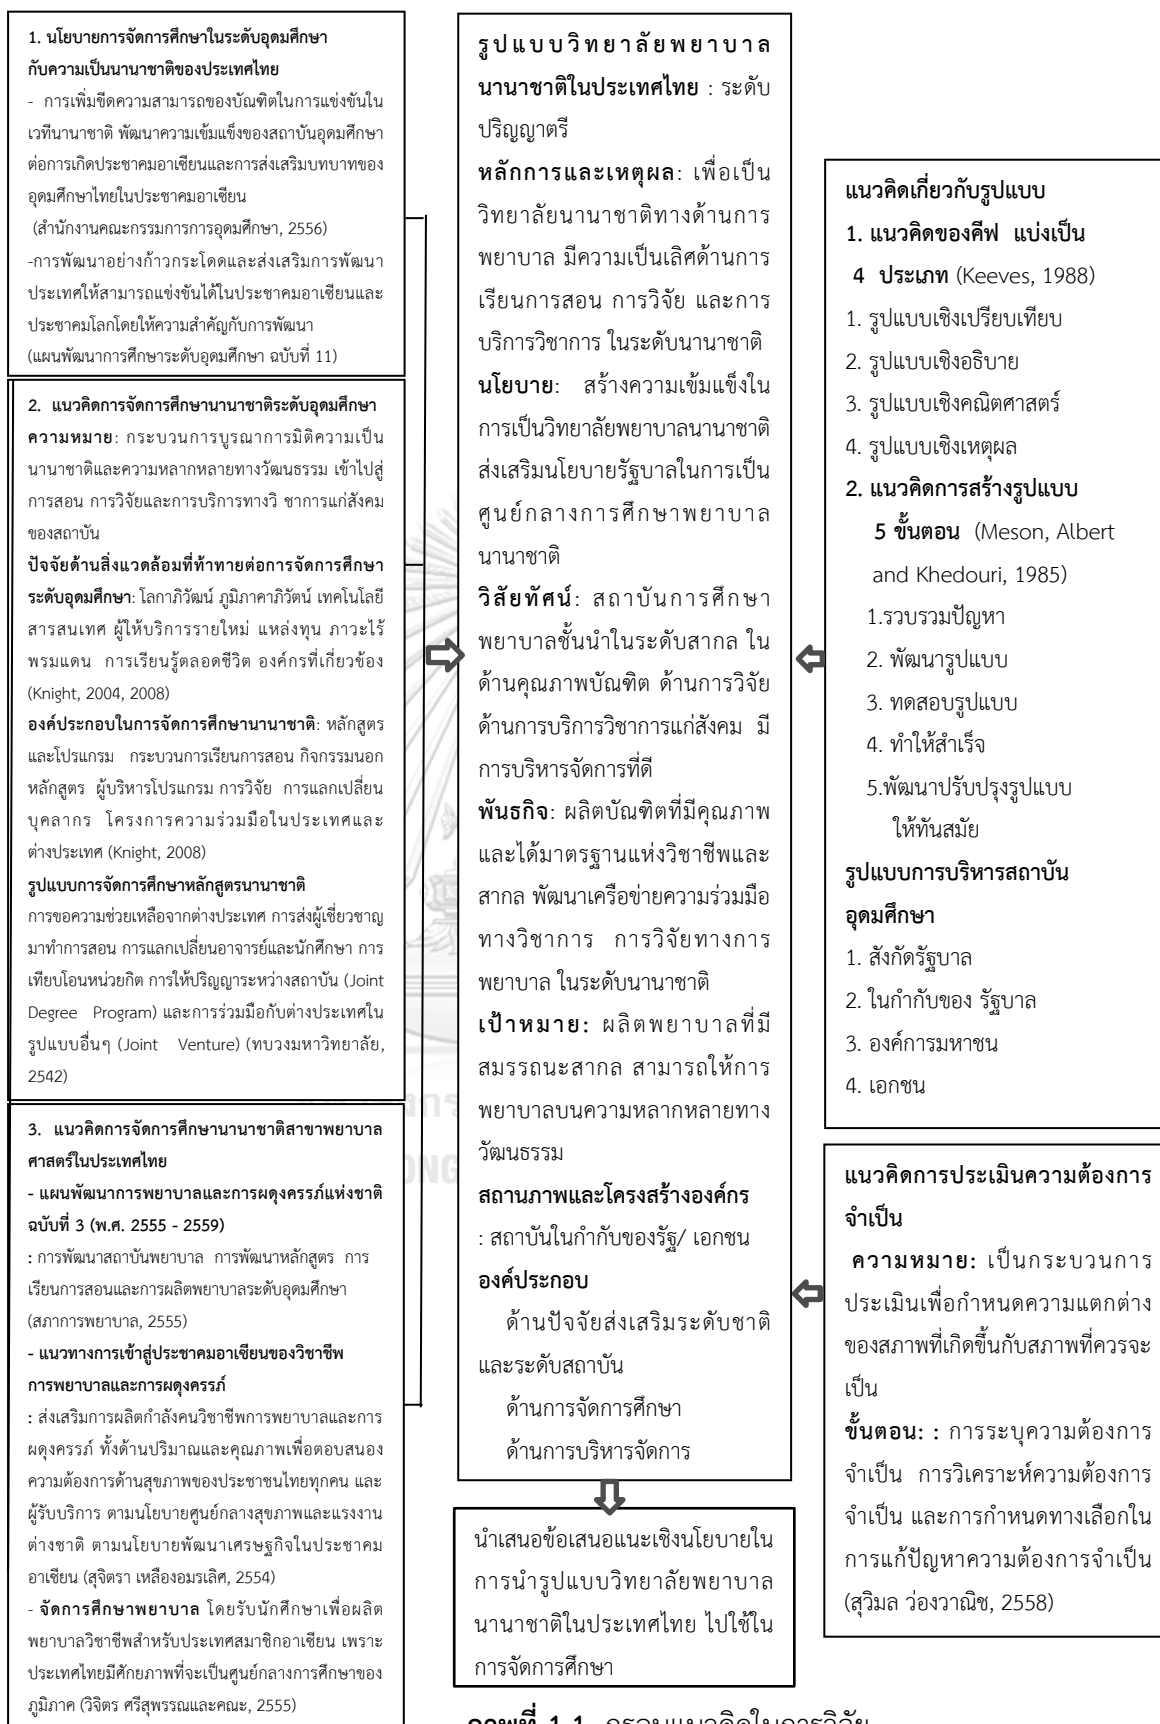 1. นโยบายการจัดการศึกษาในระดับอุดมศึกษา
กับความเป็นนานาชาติของประเทศไทย
- การเพิ่มขีดความสามารถของบัณฑิตในการแข่งขันใน
เวทีนานาชาติ พัฒนาความเข้มแข็งของสถาบันอุดมศึกษา
ต่อการเกิดประชาคมอาเซียนและการส่งเสริมบทบาทของ
อุดมศึกษาไทยในประชาคมอาเซียน
(สำนักงานคณะกรรมการการอุดมศึกษา, 2556)
-การพัฒนาอย่างก้าวกระโดดและส่งเสริมการพัฒนา
ประเทศให้สามารถแข่งขันได้ในประชาคมอาเซียนและ
ประชาคมโลกโดยให้ความสำคัญกับการพัฒนา
(แผนพัฒนาการศึกษาระดับอุดมศึกษา ฉบับที่ 11)
2. แนวคิดการจัดการศึกษานานาชาติระดับอุดมศึกษา
ความหมาย: กระบวนการบูรณาการมิติความเป็น
นานาชาติและความหลากหลายทางวัฒนธรรม เข้าไปสู่
การสอน การวิจัยและการบริการทางวิ ชาการแก่สังคม
ของสถาบัน
ปัจจัยด้านสิ่งแวดล้อมที่ท้าทายต่อการจัดการศึกษา
ระดับอุดมศึกษา: โลกาภิวัฒน์ ภูมิภาคาภิวัตน์ เทคโนโลยี
สารสนเทศ ผู้ให้บริการรายใหม่ แหล่งทุน ภาวะไร้
พรมแดน การเรียนรู้ตลอดชีวิต องค์กรที่เกี่ยวข้อง
(Knight, 2004, 2008)
องค์ประกอบในการจัดการศึกษานานาชาติ: หลักสูตร
และโปรแกรม กระบวนการเรียนการสอน กิจกรรมนอก
หลักสูตร ผู้บริหารโปรแกรม การวิจัย การแลกเปลี่ยน
บุคลากร โครงการความร่วมมือในประเทศและ
ต่างประเทศ (Knight, 2008)
รูปแบบการจัดการศึกษาหลักสูตรนานาชาติ
การขอความช่วยเหลือจากต่างประเทศ การส่งผู้เชี่ยวชาญ
มาทำการสอน การแลกเปลี่ยนอาจารย์และนักศึกษา การ
เทียบโอนหน่วยกิต การให้ปริญญาระหว่างสถาบัน (Joint
Degree Program) และการร่วมมือกับต่างประเทศใน
รูปแบบอื่นๆ (Joint Venture) (ทบวงมหาวิทยาลัย,
2542)
3. แนวคิดการจัดการศึกษานานาชาติสาขาพยาบาล
ศาสตร์ในประเทศไทย
- แผนพัฒนาการพยาบาลและการผดุงครรภ์แห่งชาติ
ฉบับที่ 3 (พ.ศ. 2555 - 2559)
: การพัฒนาสถาบันพยาบาล การพัฒนาหลักสูตร การ
เรียนการสอนและการผลิตพยาบาลระดับอุดมศึกษา
(สภาการพยาบาล, 2555)
- แนวทางการเข้าสู่ประชาคมอาเซียนของวิชาชีพ
การพยาบาลและการผดุงครรภ์
: ส่งเสริมการผลิตกำลังคนวิชาชีพการพยาบาลและการ
ผดุงครรภ์ ทั้งด้านปริมาณและคุณภาพเพื่อตอบสนอง
ความต้องการด้านสุขภาพของประชาชนไทยทุกคน และ
ผู้รับบริการ ตามนโยบายศูนย์กลางสุขภาพและแรงงาน
ต่างชาติ ตามนโยบายพัฒนาเศรษฐกิจในประชาคม
อาเซียน (สุจิตรา เหลืองอมรเลิศ, 2554)
- จัดการศึกษาพยาบาล โดยรับนักศึกษาเพื่อผลิต
พยาบาลวิชาชีพสำหรับประเทศสมาชิกอาเซียน เพราะ
ประเทศไทยมีศักยภาพที่จะเป็นศูนย์กลางการศึกษาของ
ภูมิภาค (วิจิตร ศรีสุพรรณและคณะ, 2555)
รูปแบบวิทยาลัยพยาบาล
นานาชาติในประเทศไทย : ระดับ
ปริญญาตรี
หลักการและเหตุผล: เพื่อเป็น
วิทยาลัยนานาชาติทางด้านการ
พยาบาล มีความเป็นเลิศด้านการ
เรียนการสอน การวิจัย และการ
บริการวิชาการ ในระดับนานาชาติ
นโยบาย: สร้างความเข้มแข็งใน
การเป็นวิทยาลัยพยาบาลนานาชาติ
ส่งเสริมนโยบายรัฐบาลในการเป็น
ศูนย์กลางการศึกษาพยาบาล
นานาชาติ
วิสัยทัศน์: สถาบันการศึกษา
พยาบาลชั้นนำในระดับสากล ใน
ด้านคุณภาพบัณฑิต ด้านการวิจัย
ด้านการบริการวิชาการแก่สังคม มี
การบริหารจัดการที่ดี
พันธกิจ: ผลิตบัณฑิตที่มีคุณภาพ
และได้มาตรฐานแห่งวิชาชีพและ
สากล พัฒนาเครือข่ายความร่วมมือ
ทางวิชาการ การวิจัยทางการ
พยาบาล ในระดับนานาชาติ
เป้าหมาย: ผลิตพยาบาลที่มี
สมรรถนะสากล สามารถให้การ
พยาบาลบนความหลากหลายทาง
วัฒนธรรม
สถานภาพและโครงสร้างองค์กร
: สถาบันในกำกับของรัฐ/ เอกชน
องค์ประกอบ
ด้านปัจจัยส่งเสริมระดับชาติ
และระดับสถาบัน
ด้านการจัดการศึกษา
ด้านการบริหารจัดการ
นำเสนอข้อเสนอแนะเชิงนโยบายใน
การนำรูปแบบวิทยาลัยพยาบาล
นานาชาติในประเทศไทย ไปใช้ใน
การจัดการศึกษา
แนวคิดเกี่ยวกับรูปแบบ
1. แนวคิดของคีฟ แบ่งเป็น
4 ประเภท (Keeves, 1988)
1. รูปแบบเชิงเปรียบเทียบ
2. รูปแบบเชิงอธิบาย
3. รูปแบบเชิงคณิตศาสตร์
4. รูปแบบเชิงเหตุผล
2. แนวคิดการสร้างรูปแบบ
5 ขั้นตอน (Meson, Albert
and Khedouri, 1985)
1.รวบรวมปัญหา
2. พัฒนารูปแบบ
3. ทดสอบรูปแบบ
4. ทำให้สำเร็จ
5.พัฒนาปรับปรุงรูปแบบ
ให้ทันสมัย
รูปแบบการบริหารสถาบัน
อุดมศึกษา
1. สังกัดรัฐบาล
2. ในกำกับของ รัฐบาล
3. องค์การมหาชน
4. เอกชน
แนวคิดการประเมินความต้องการ
จำเป็น
ความหมาย: เป็นกระบวนการ
ประเมินเพื่อกำหนดความแตกต่าง
ของสภาพที่เกิดขึ้นกับสภาพที่ควรจะ
เป็น
ขั้นตอน: : การระบุความต้องการ
จำเป็น การวิเคราะห์ความต้องการ
จำเป็น และการกำหนดทางเลือกใน
การแก้ปัญหาความต้องการจำเป็น
(สุวิมล ว่องวาณิช, 2558)
ภาพที่ 1.1 กรอบแนวคิดในการวิจัย